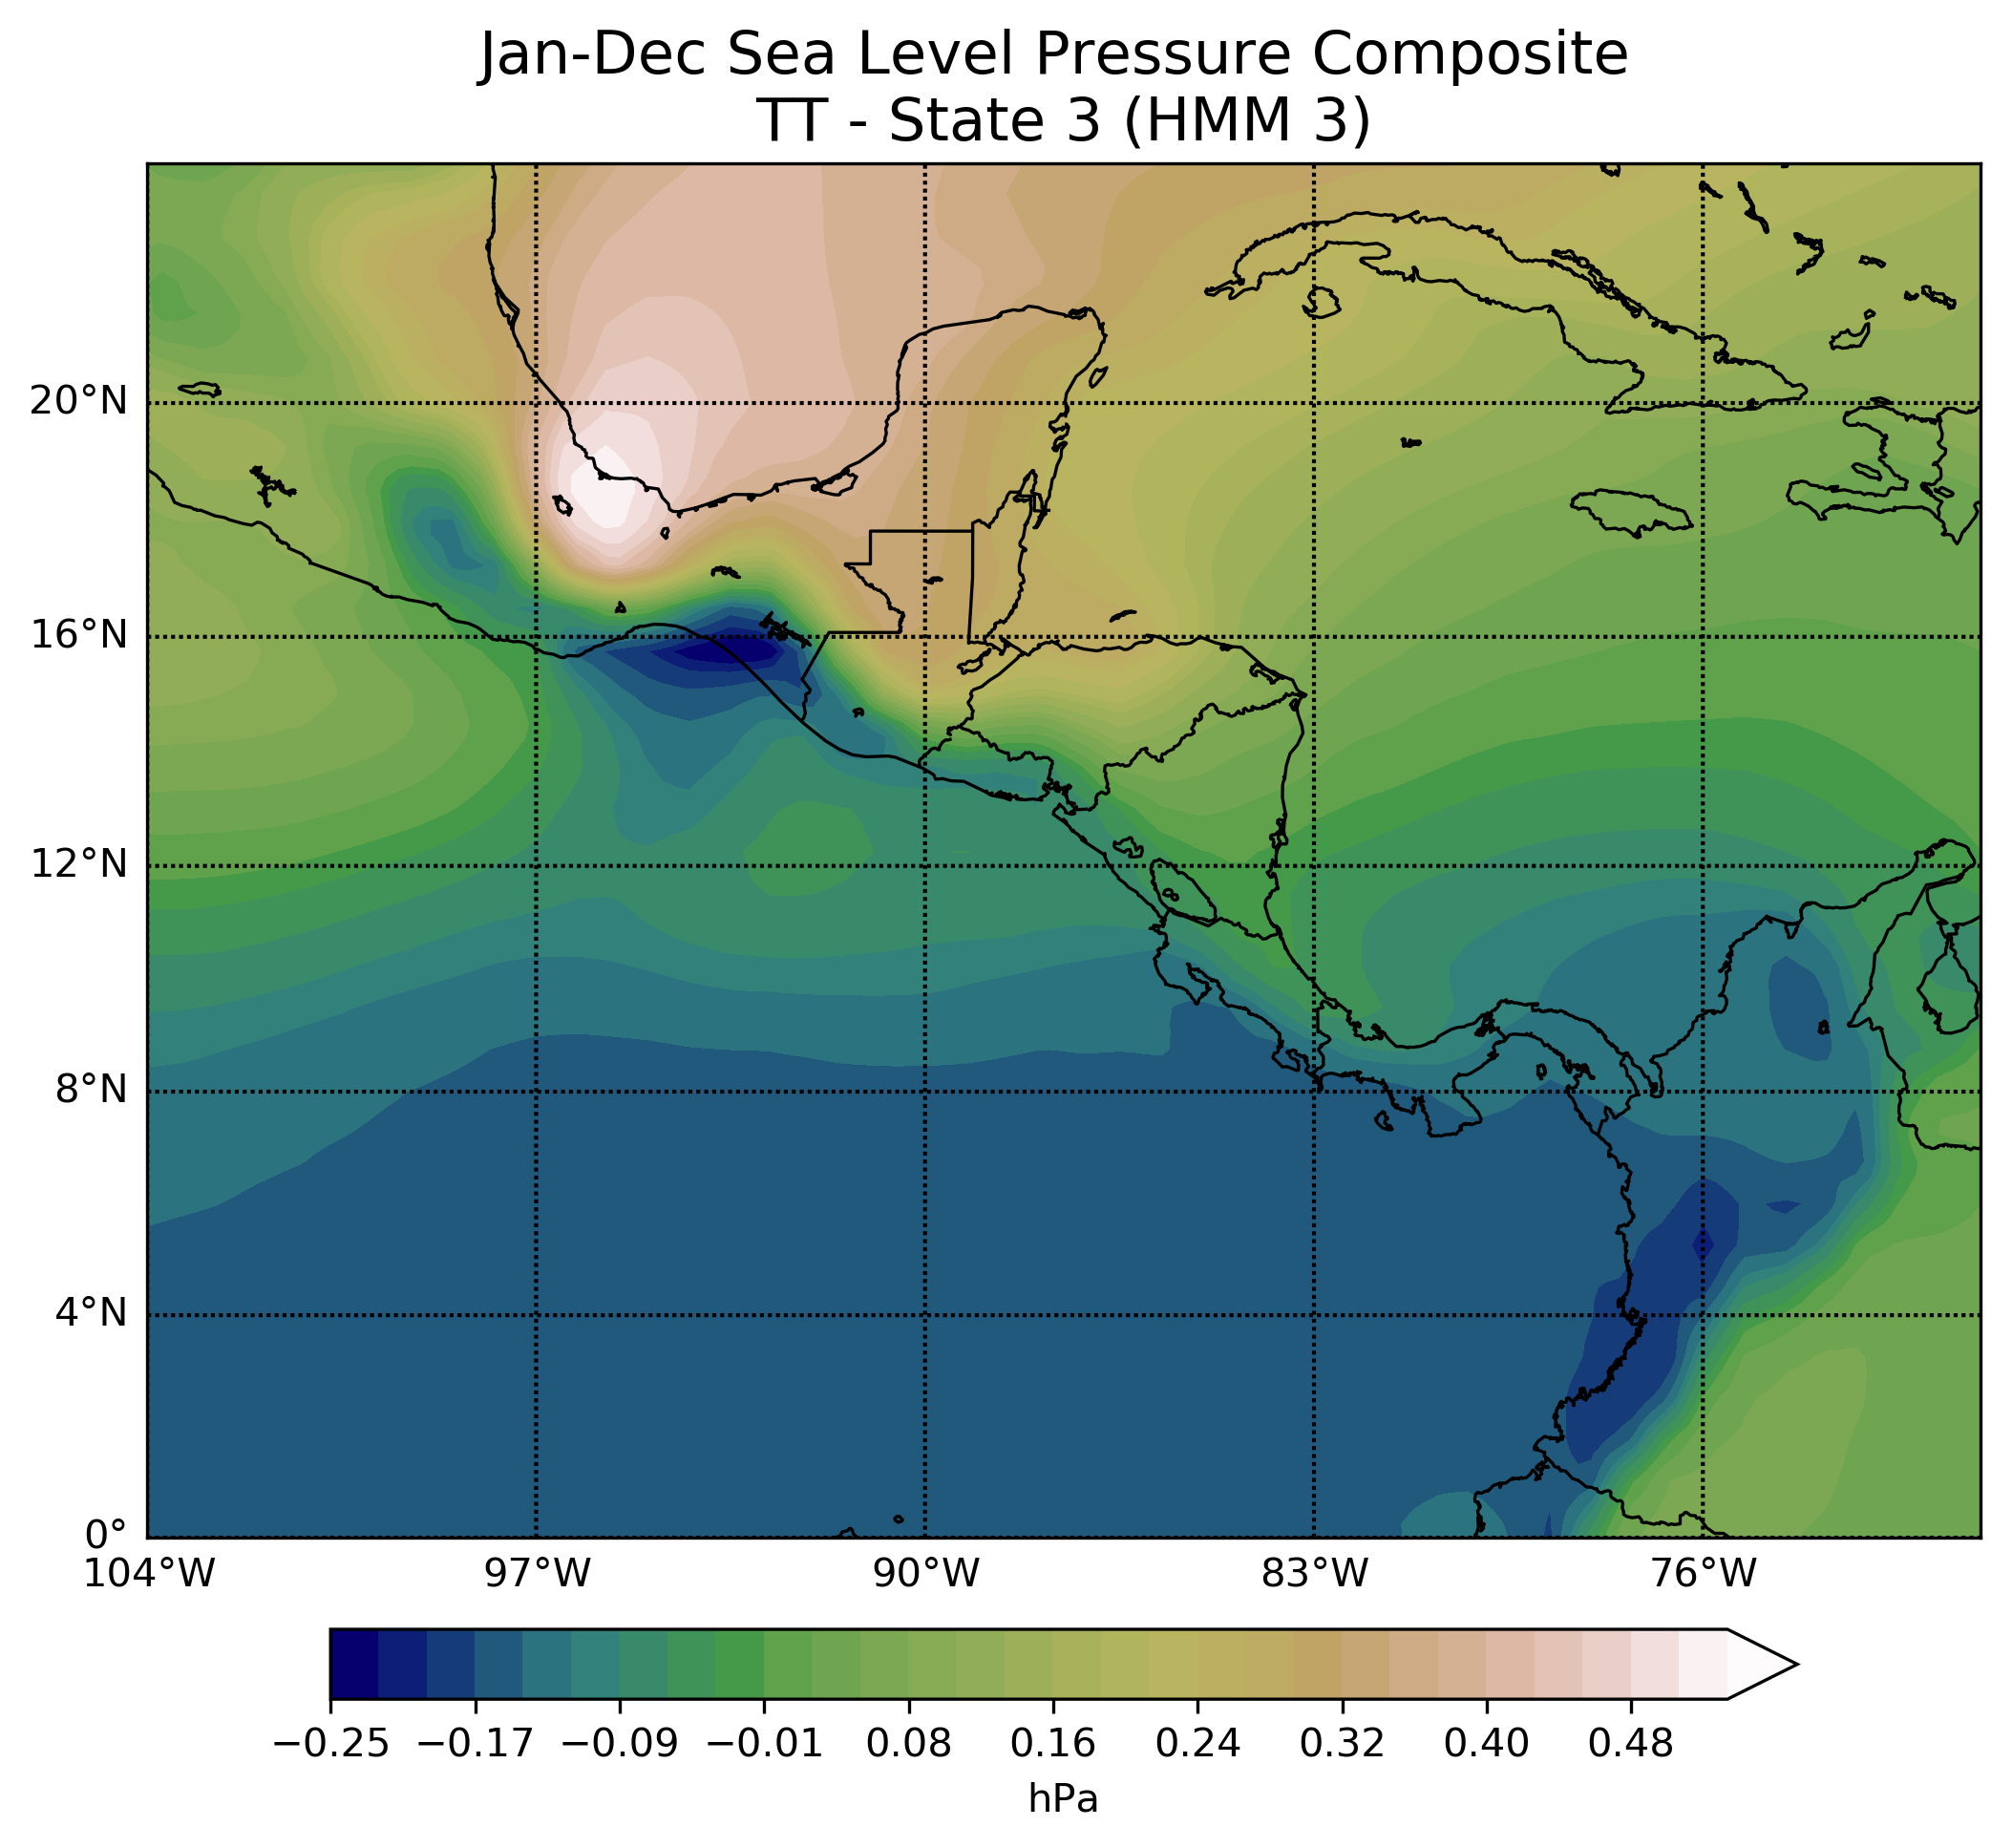 Jan-Dec Sea Level Pressure Composite
TT - State 3 (HMM 3)
20°N
16°N
12°N
8°N
4°N
0°
104°W 97°W 90°W 83°W 76°W
−0.25 −0.17 −0.09 −0.01 0.08 0.16 0.24 0.32 0.40 0.48
hPa